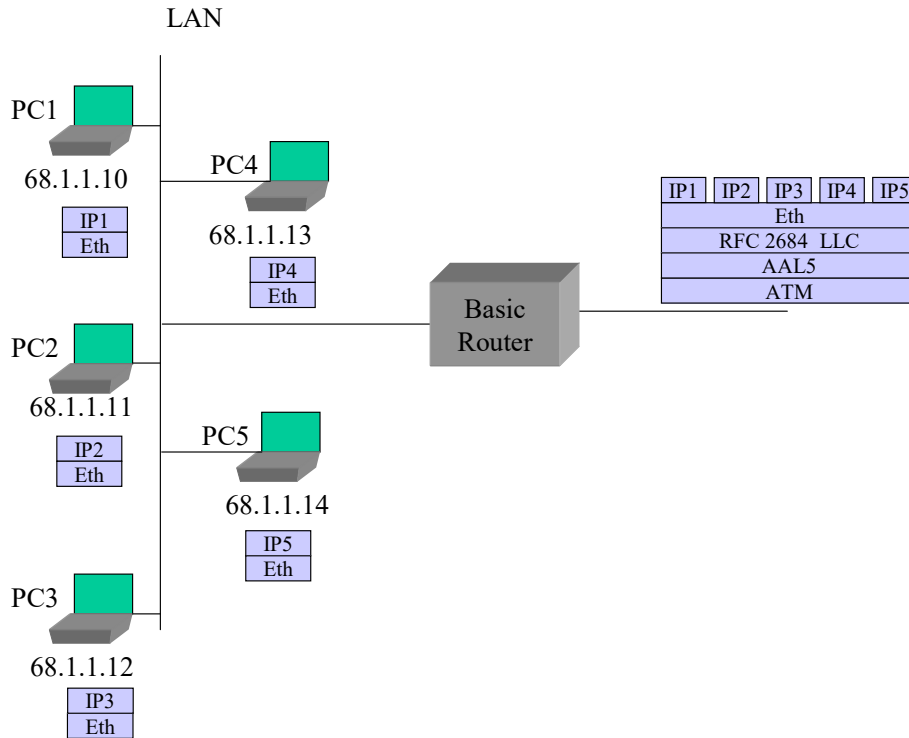 LAN
PC1
68.1.1.10
IP1
Eth
PC4
68.1.1.13
IP4
Eth
IP1 IP2 IP3 IP4 IP5
Eth
RFC 2684 LLC
AAL5
ATM
Basic
Router
PC2
68.1.1.11
IP2
Eth
PC5
68.1.1.14
IP5
Eth
PC3
68.1.1.12
IP3
Eth